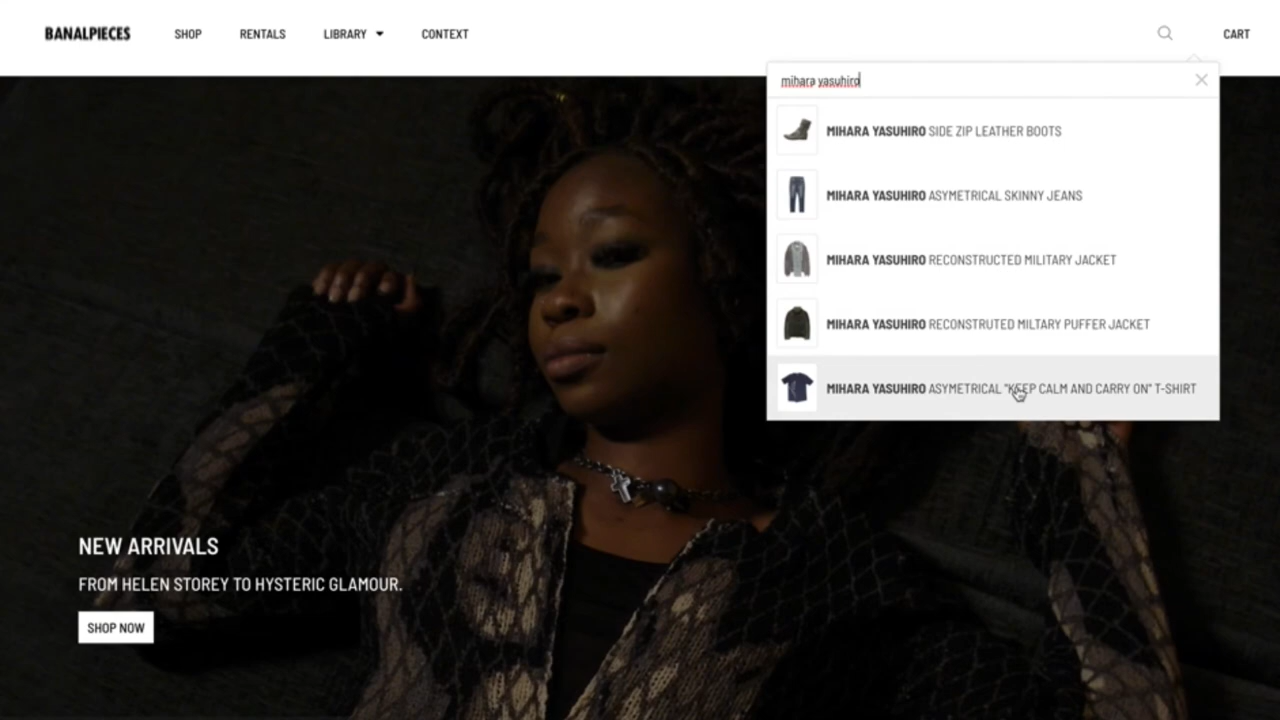 BANALPIECES SHOP RENTALS LIBRARY CONTEXT CART
mihara yasuhiro
MIHARA YASUHIRO SIDE ZIP LEATHER BOOTS
MIHARA YASUHIRO ASYMETRICAL SKINNY JEANS
MIHARA YASUHIRO RECONSTRUCTED MILITARY JACKET
MIHARA YASUHIRO RECONSTRUTED MILTARY PUFFER JACKET
MIHARA YASUHIRO ASYMETRICAL "KEEP CALM AND CARRY ON" T-SHIRT
NEW ARRIVALS
FROM HELEN STOREY TO HYSTERIC GLAMOUR.
SHOP NOW